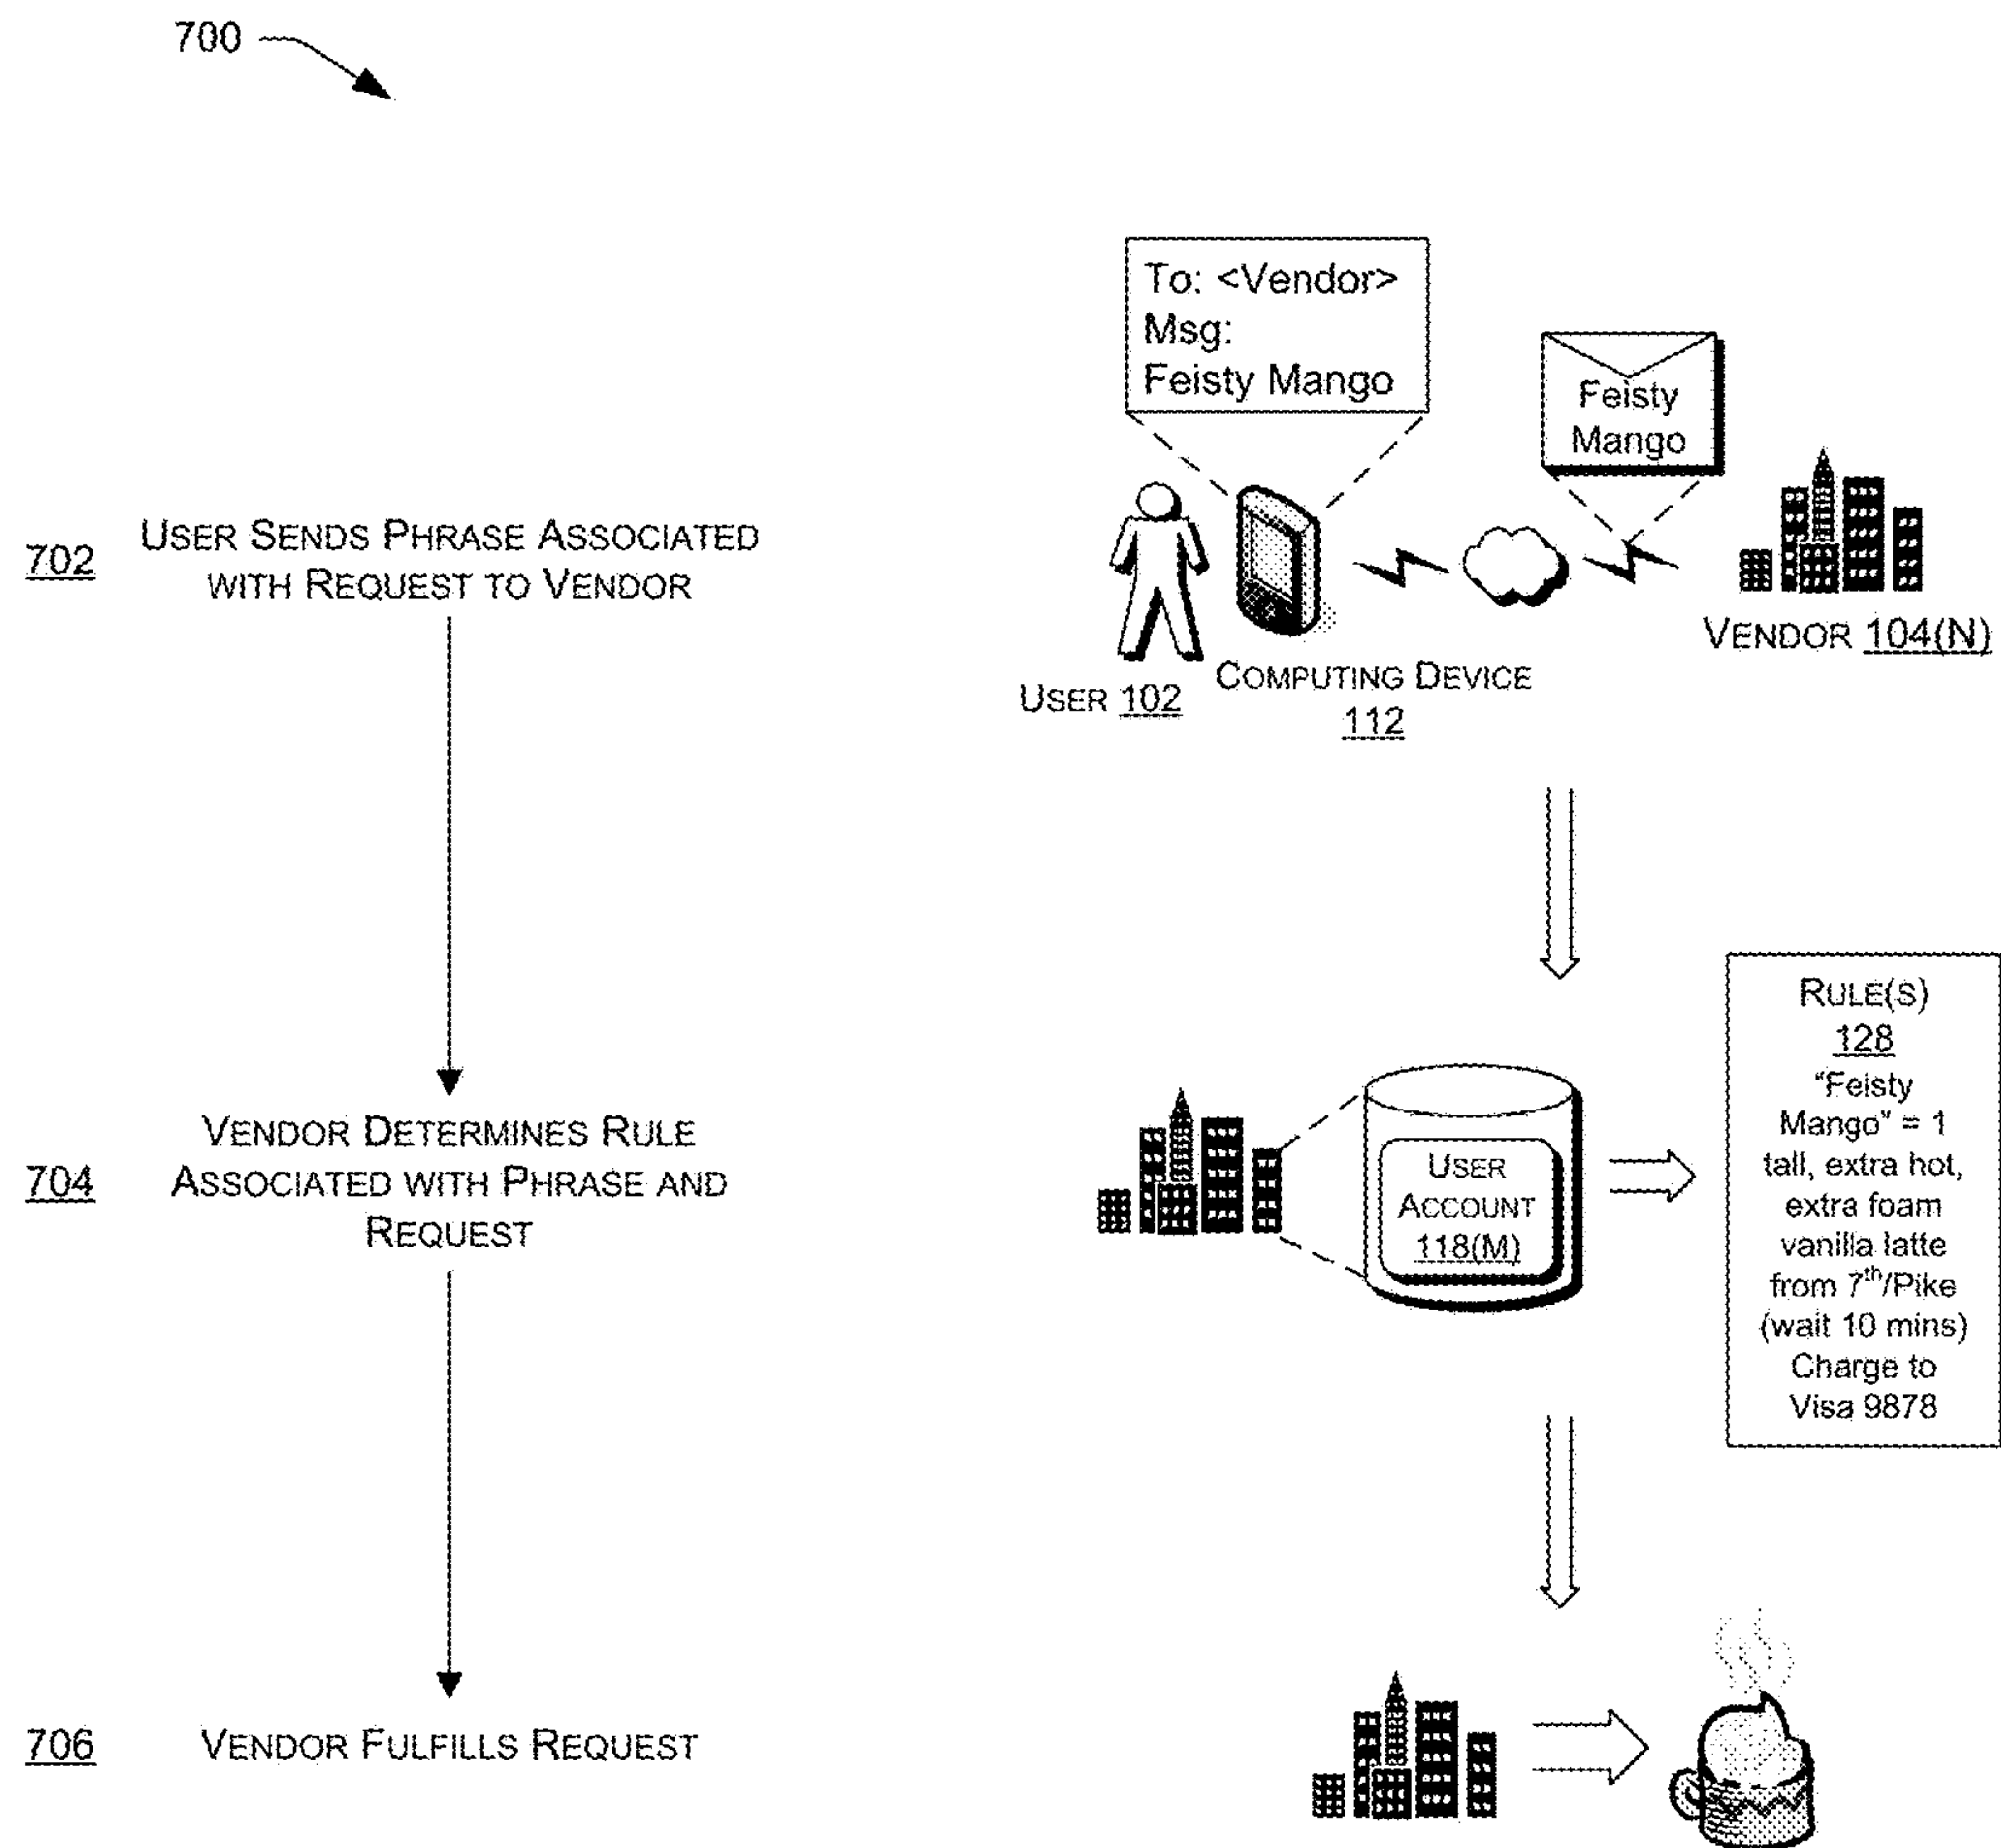 700
To: <Vendor>
Msg:
Feisty Mango
Feisty
Mango
702
USER SENDS PHRASE ASSOCIATED
WITH REQUEST TO VENDOR
USER 102
COMPUTING DEVICE
112
VENDOR 104(N)
704
VENDOR DETERMINES RULE
ASSOCIATED WITH PHRASE AND
REQUEST
USER
ACCOUNT
118(M)
RULE(S)
128
"Feisty
Mango" = 1
tall, extra hot,
extra foam
vanilla latte
from 7th/Pike
(wait 10 mins)
Charge to
Visa 9878
706
VENDOR FULFILLS REQUEST